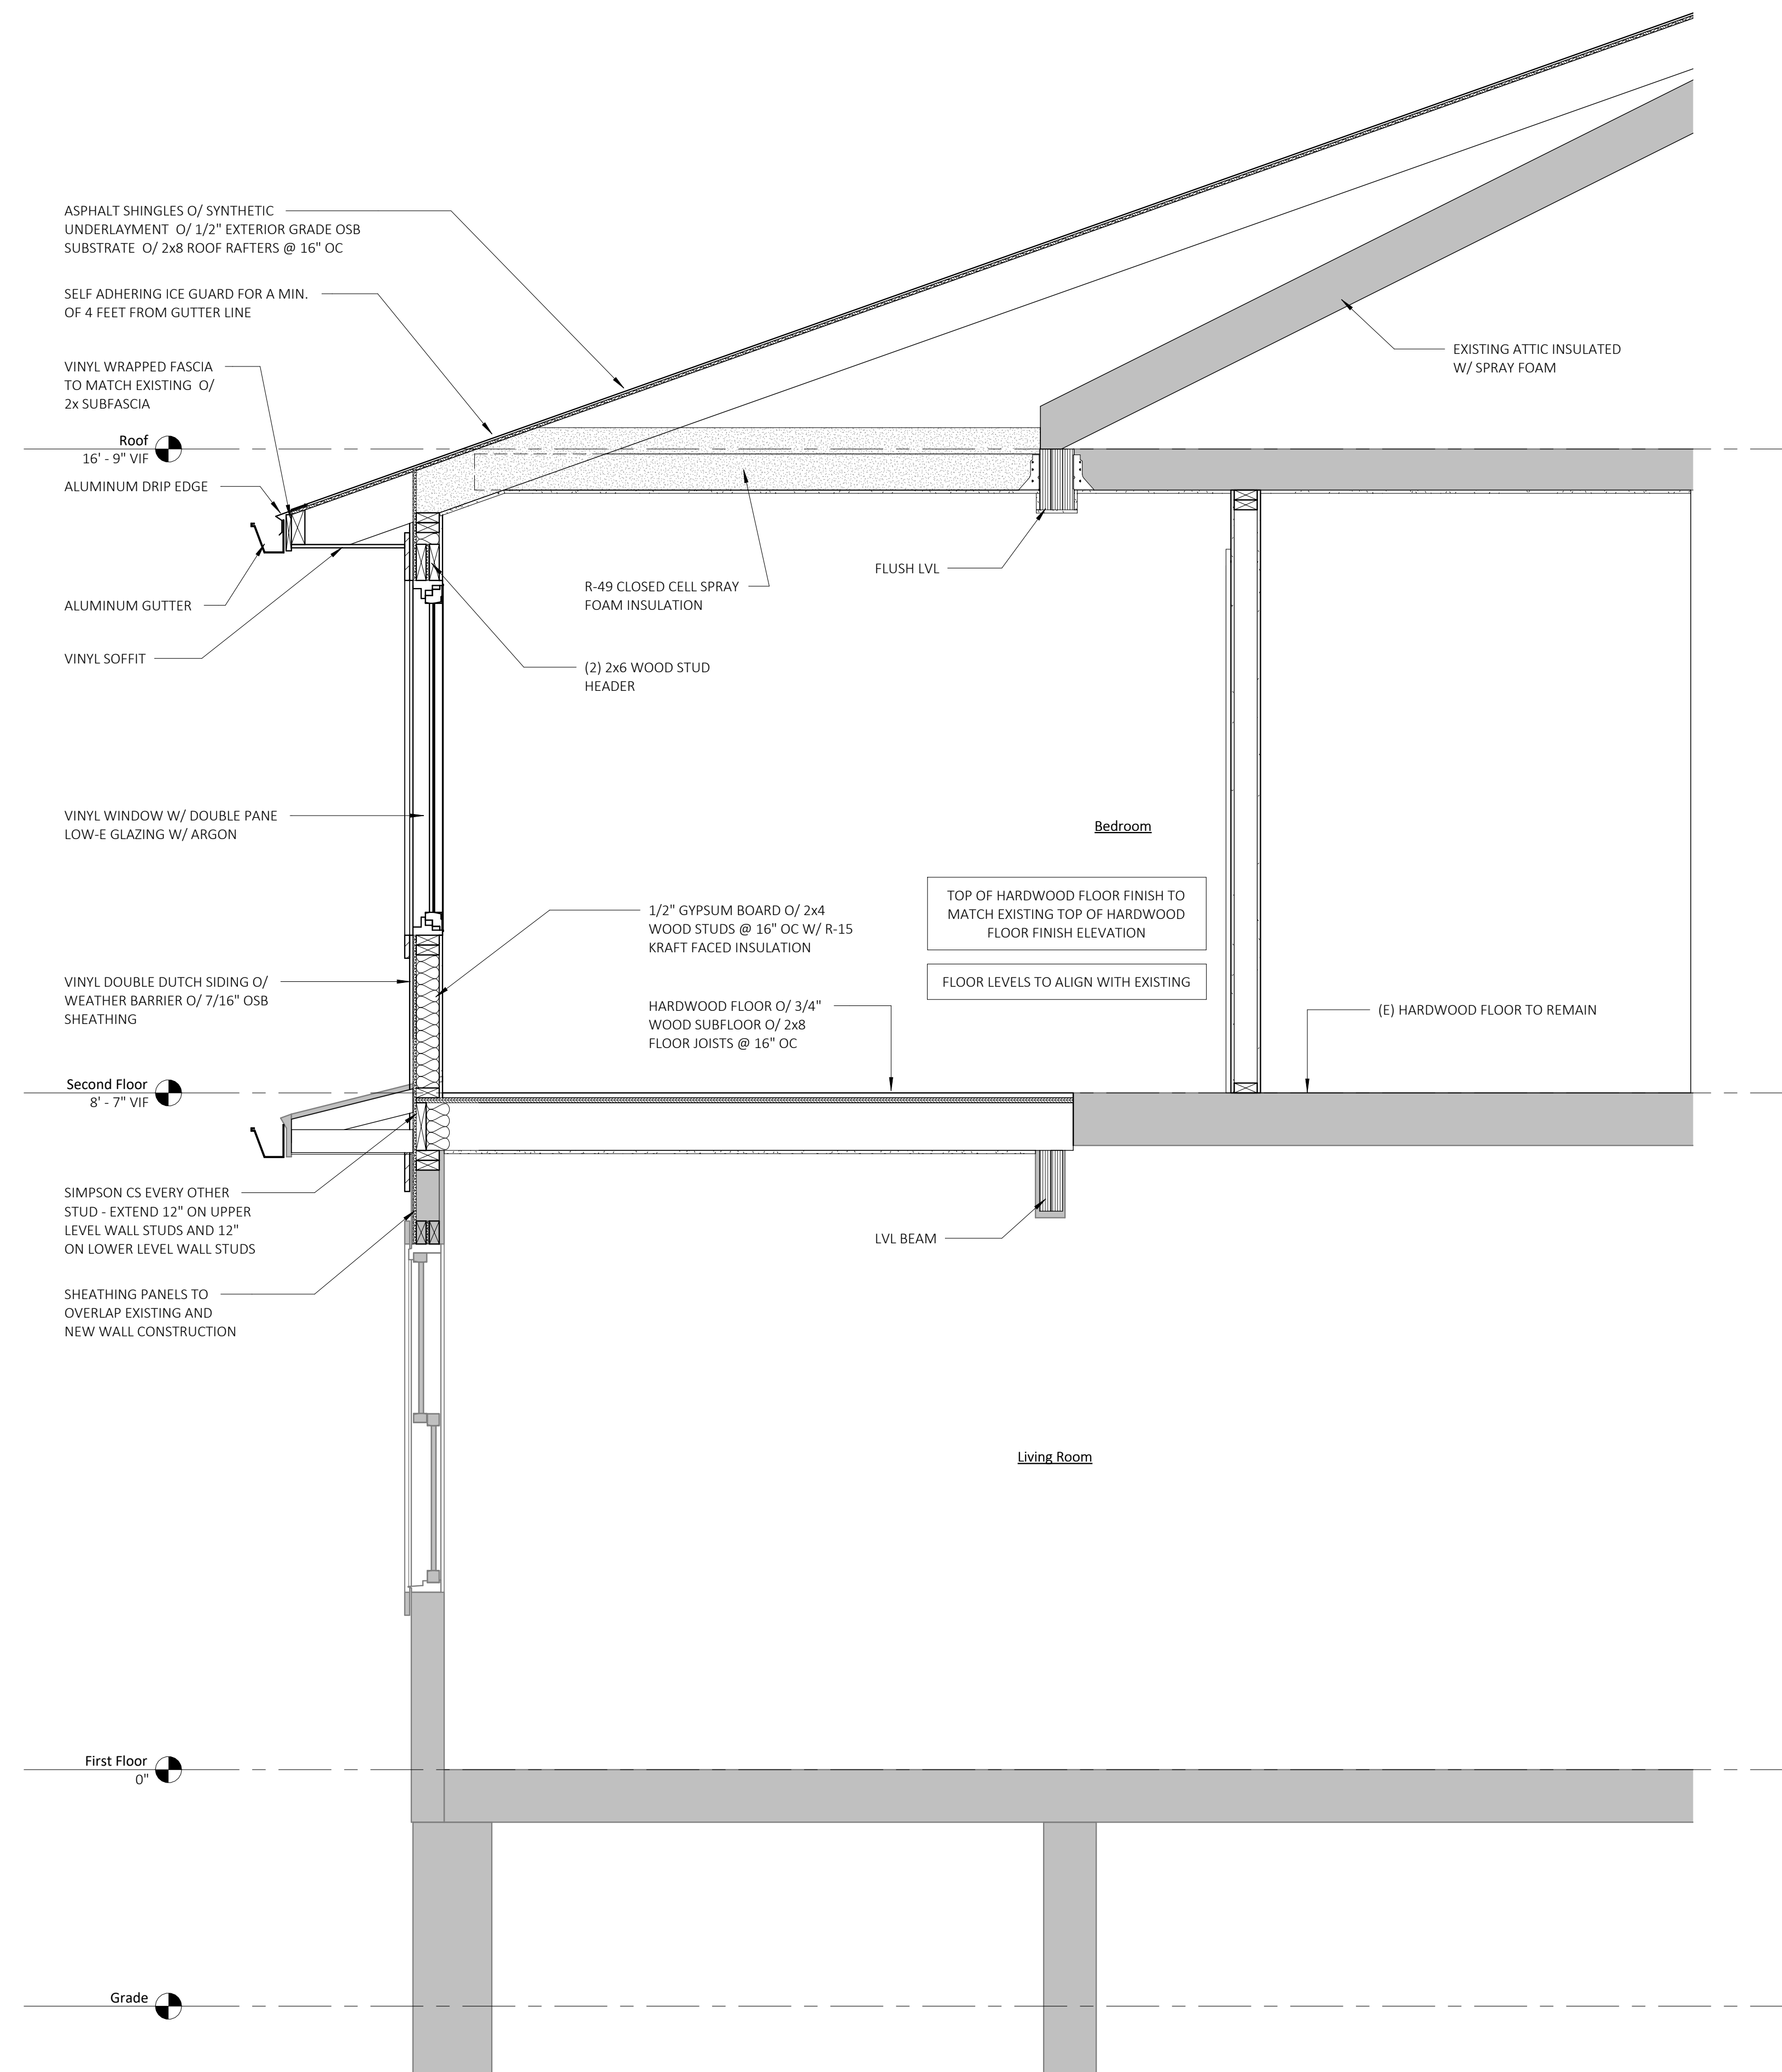 ASPHALT SHINGLES O/ SYNTHETIC
UNDERLAYMENT O/ 1/2" EXTERIOR GRADE OSB
SUBSTRATE O/ 2x8 ROOF RAFTERS @ 16" OC
SELF ADHERING ICE GUARD FOR A MIN.
OF 4 FEET FROM GUTTER LINE
EXISTING ATTIC INSULATED
W/ SPRAY FOAM
VINYL WRAPPED FASCIA
TO MATCH EXISTING O/
2x SUBFASCIA
Roof
16' - 9" VIF
ALUMINUM DRIP EDGE
FLUSH LVL
R-49 CLOSED CELL SPRAY
FOAM INSULATION
ALUMINUM GUTTER
VINYL SOFFIT
(2) 2x6 WOOD STUD
HEADER
VINYL WINDOW W/ DOUBLE PANE
LOW-E GLAZING W/ ARGON
Bedroom
1/2" GYPSUM BOARD O/ 2x4
WOOD STUDS @ 16" OC W/ R-15
KRAFT FACED INSULATION
TOP OF HARDWOOD FLOOR FINISH TO
MATCH EXISTING TOP OF HARDWOOD
FLOOR FINISH ELEVATION
FLOOR LEVELS TO ALIGN WITH EXISTING
VINYL DOUBLE DUTCH SIDING O/
WEATHER BARRIER O/ 7/16" OSB
SHEATHING
HARDWOOD FLOOR O/ 3/4"
WOOD SUBFLOOR O/ 2x8
FLOOR JOISTS @ 16" OC
(E) HARDWOOD FLOOR TO REMAIN
Second Floor
8' - 7" VIF
SIMPSON CS EVERY OTHER
STUD - EXTEND 12" ON UPPER
LEVEL WALL STUDS AND 12"
ON LOWER LEVEL WALL STUDS
LVL BEAM
SHEATHING PANELS TO
OVERLAP EXISTING AND
NEW WALL CONSTRUCTION
Living Room
First Floor
0"
Grade